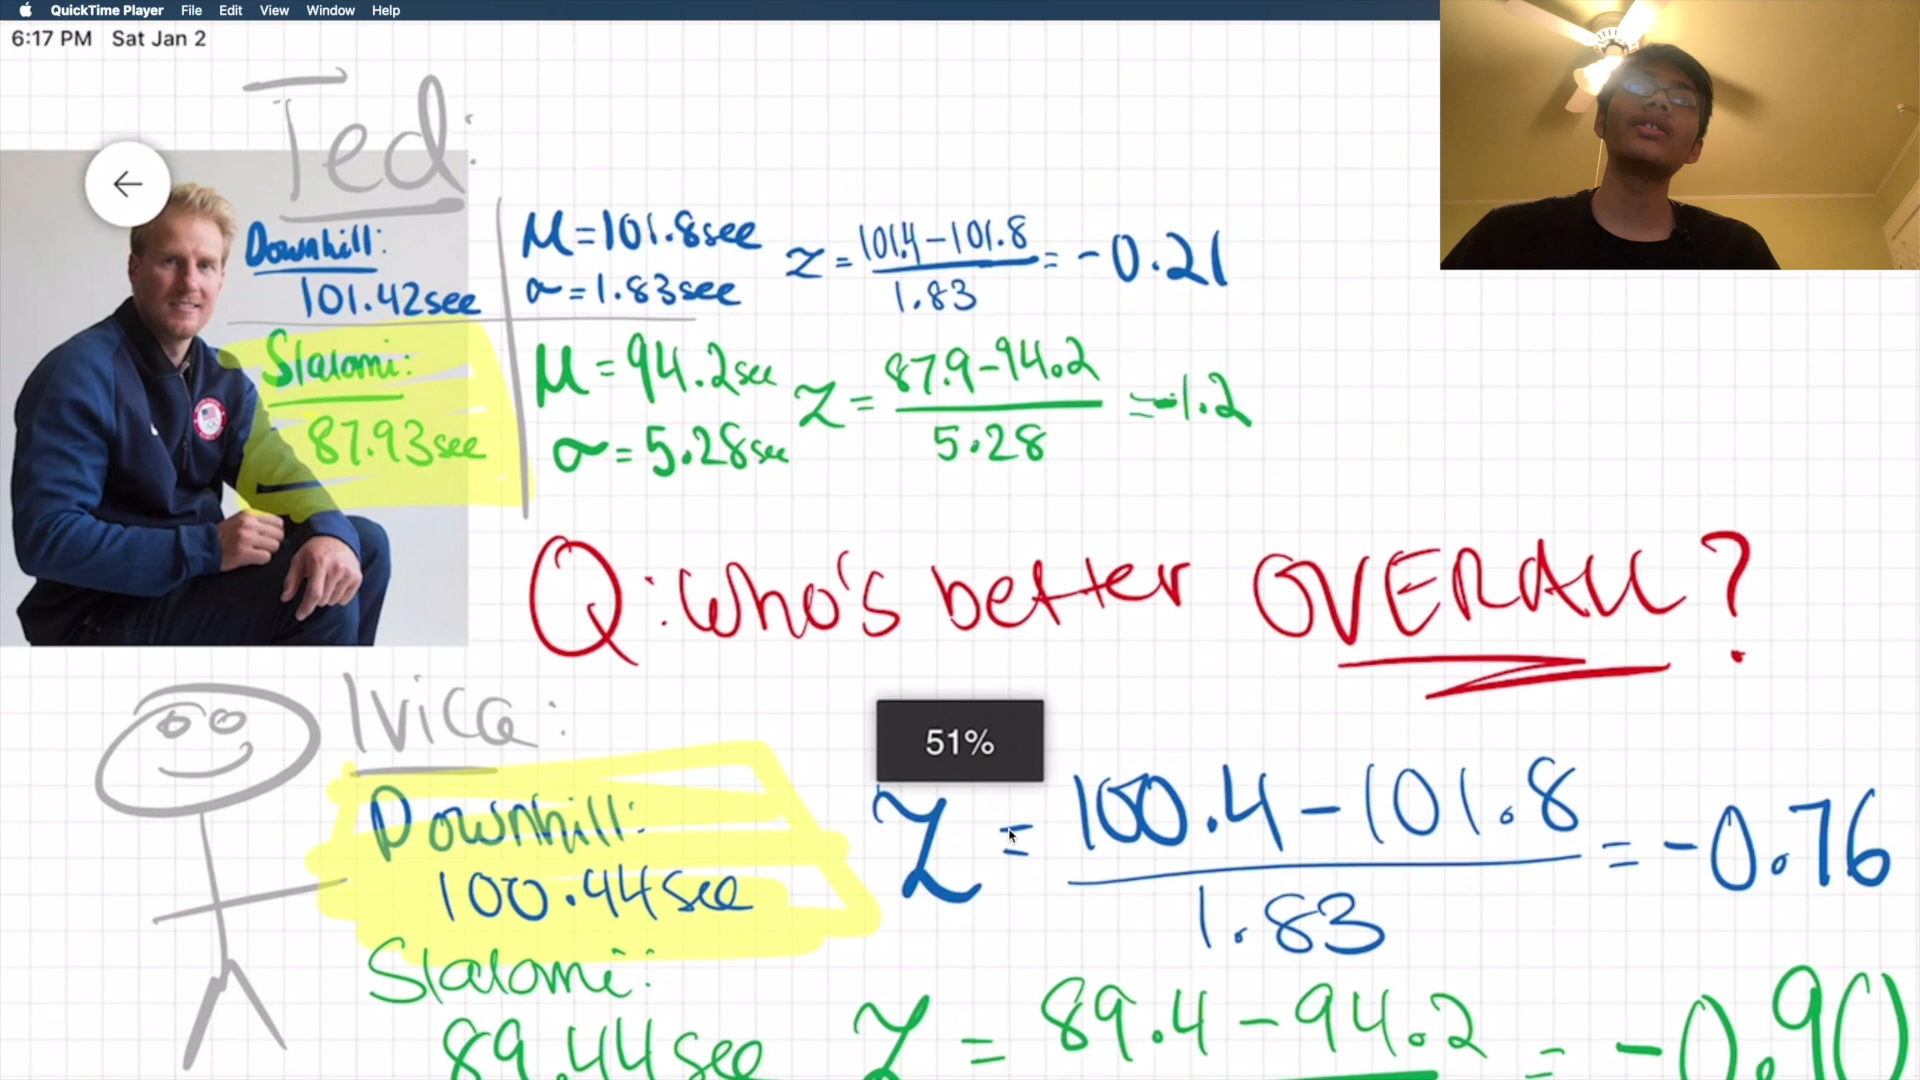 QuickTime Player File Edit View Window Help
6:17 PM Sat Jan 2
Ted:
Downhill:
101.42sec
μ=101.8sec
σ=1.83sec
z = 101.4-101.8 / 1.83 = -0.21
Slalom:
87.93sec
μ=94.2sec
σ=5.28sec
z = 87.9-94.2 / 5.28 = -1.2
Q: Who's better OVERALL?
Ivica:
51%
Downhill:
100.44sec
z = 100.4-101.8 / 1.83 = -0.76
Slalom:
89.44sec
z = 89.4-94.2 = -0.90